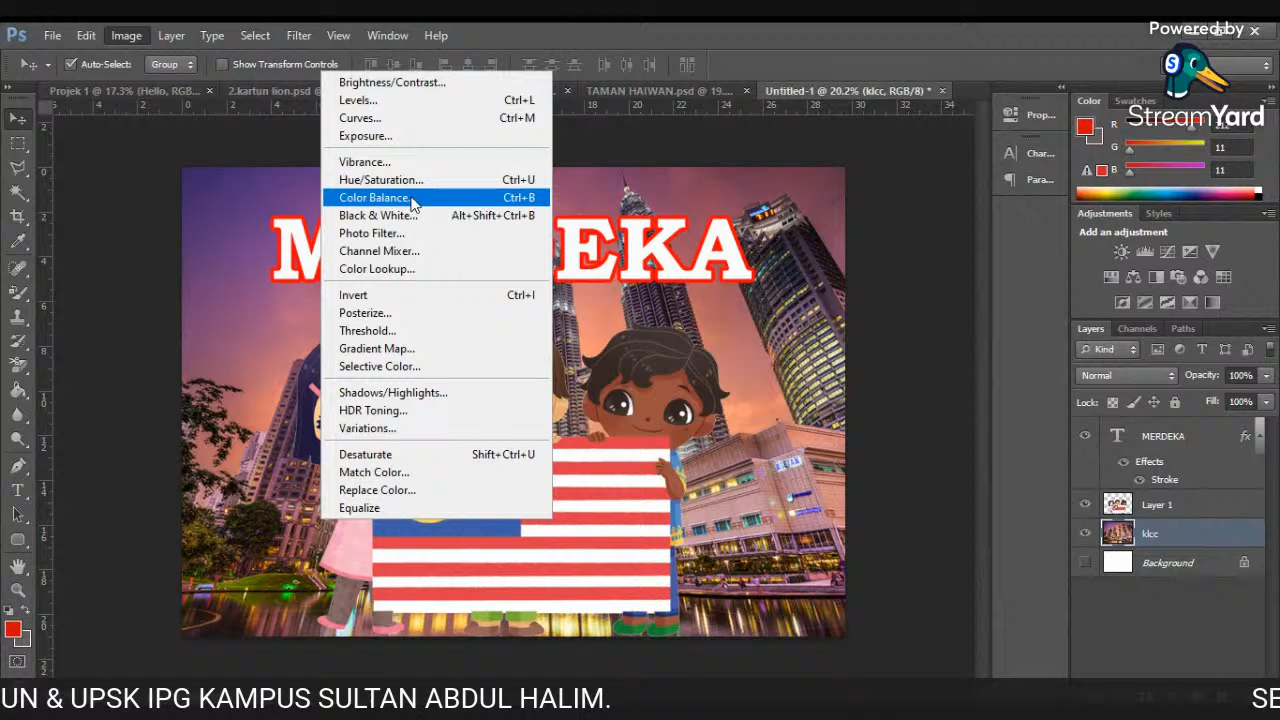 Powered by
StreamYard
Ps File Edit Image Layer Type Select Filter View Window Help
Auto-Select: Group Show Transform Controls
Projek 1 @ 17.3% (Hello, RGB... × 2.kartun lion.psd @ × TAMAN HAIWAN.psd @ 19.... × Untitled-1 @ 20.2% (klcc, RGB/8) * ×
Brightness/Contrast...
Levels... Ctrl+L
Curves... Ctrl+M
Exposure...
Vibrance...
Hue/Saturation... Ctrl+U
Color Balance... Ctrl+B
Black & White... Alt+Shift+Ctrl+B
Photo Filter...
Channel Mixer...
Color Lookup...
Invert Ctrl+I
Posterize...
Threshold...
Gradient Map...
Selective Color...
Shadows/Highlights...
HDR Toning...
Variations...
Desaturate Shift+Ctrl+U
Match Color...
Replace Color...
Equalize
M EKA
Prop...
Char...
Para...
Color Swatches
R 212
G 11
B 11
Adjustments Styles
Add an adjustment
Layers Channels Paths
Kind
Normal Opacity: 100%
Lock: Fill: 100%
T MERDEKA fx
Effects
Stroke
Layer 1
klcc
Background
UN & UPSK IPG KAMPUS SULTAN ABDUL HALIM. SE